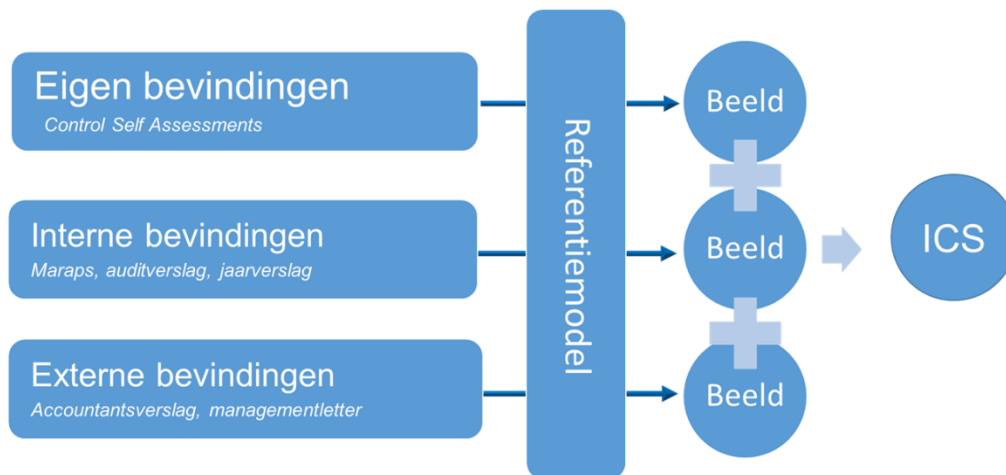 Eigen bevindingen
Control Self Assessments
Interne bevindingen
Maraps, auditverslag, jaarverslag
Externe bevindingen
Accountantsverslag, managementletter
Referentiemodel
Beeld
Beeld
Beeld
ICS